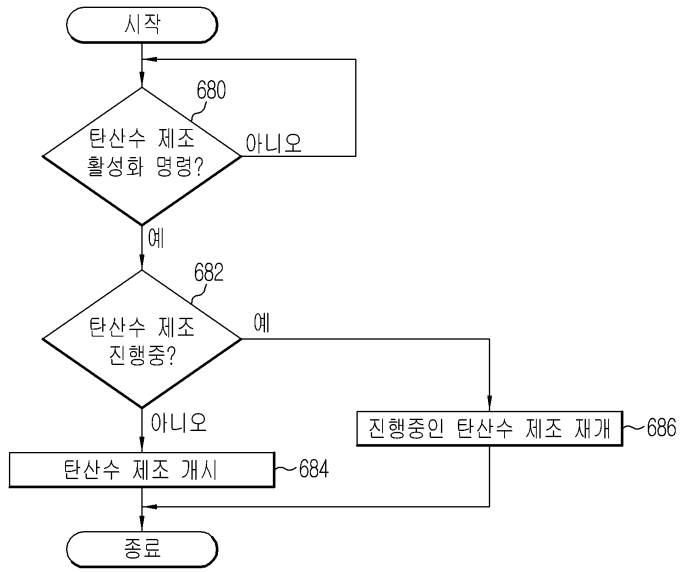 시작
680
탄산수 제조
활성화 명령?
아니오
예
682
탄산수 제조
진행중?
예
아니오
진행중인 탄산수 제조 재개
686
탄산수 제조 개시
684
종료